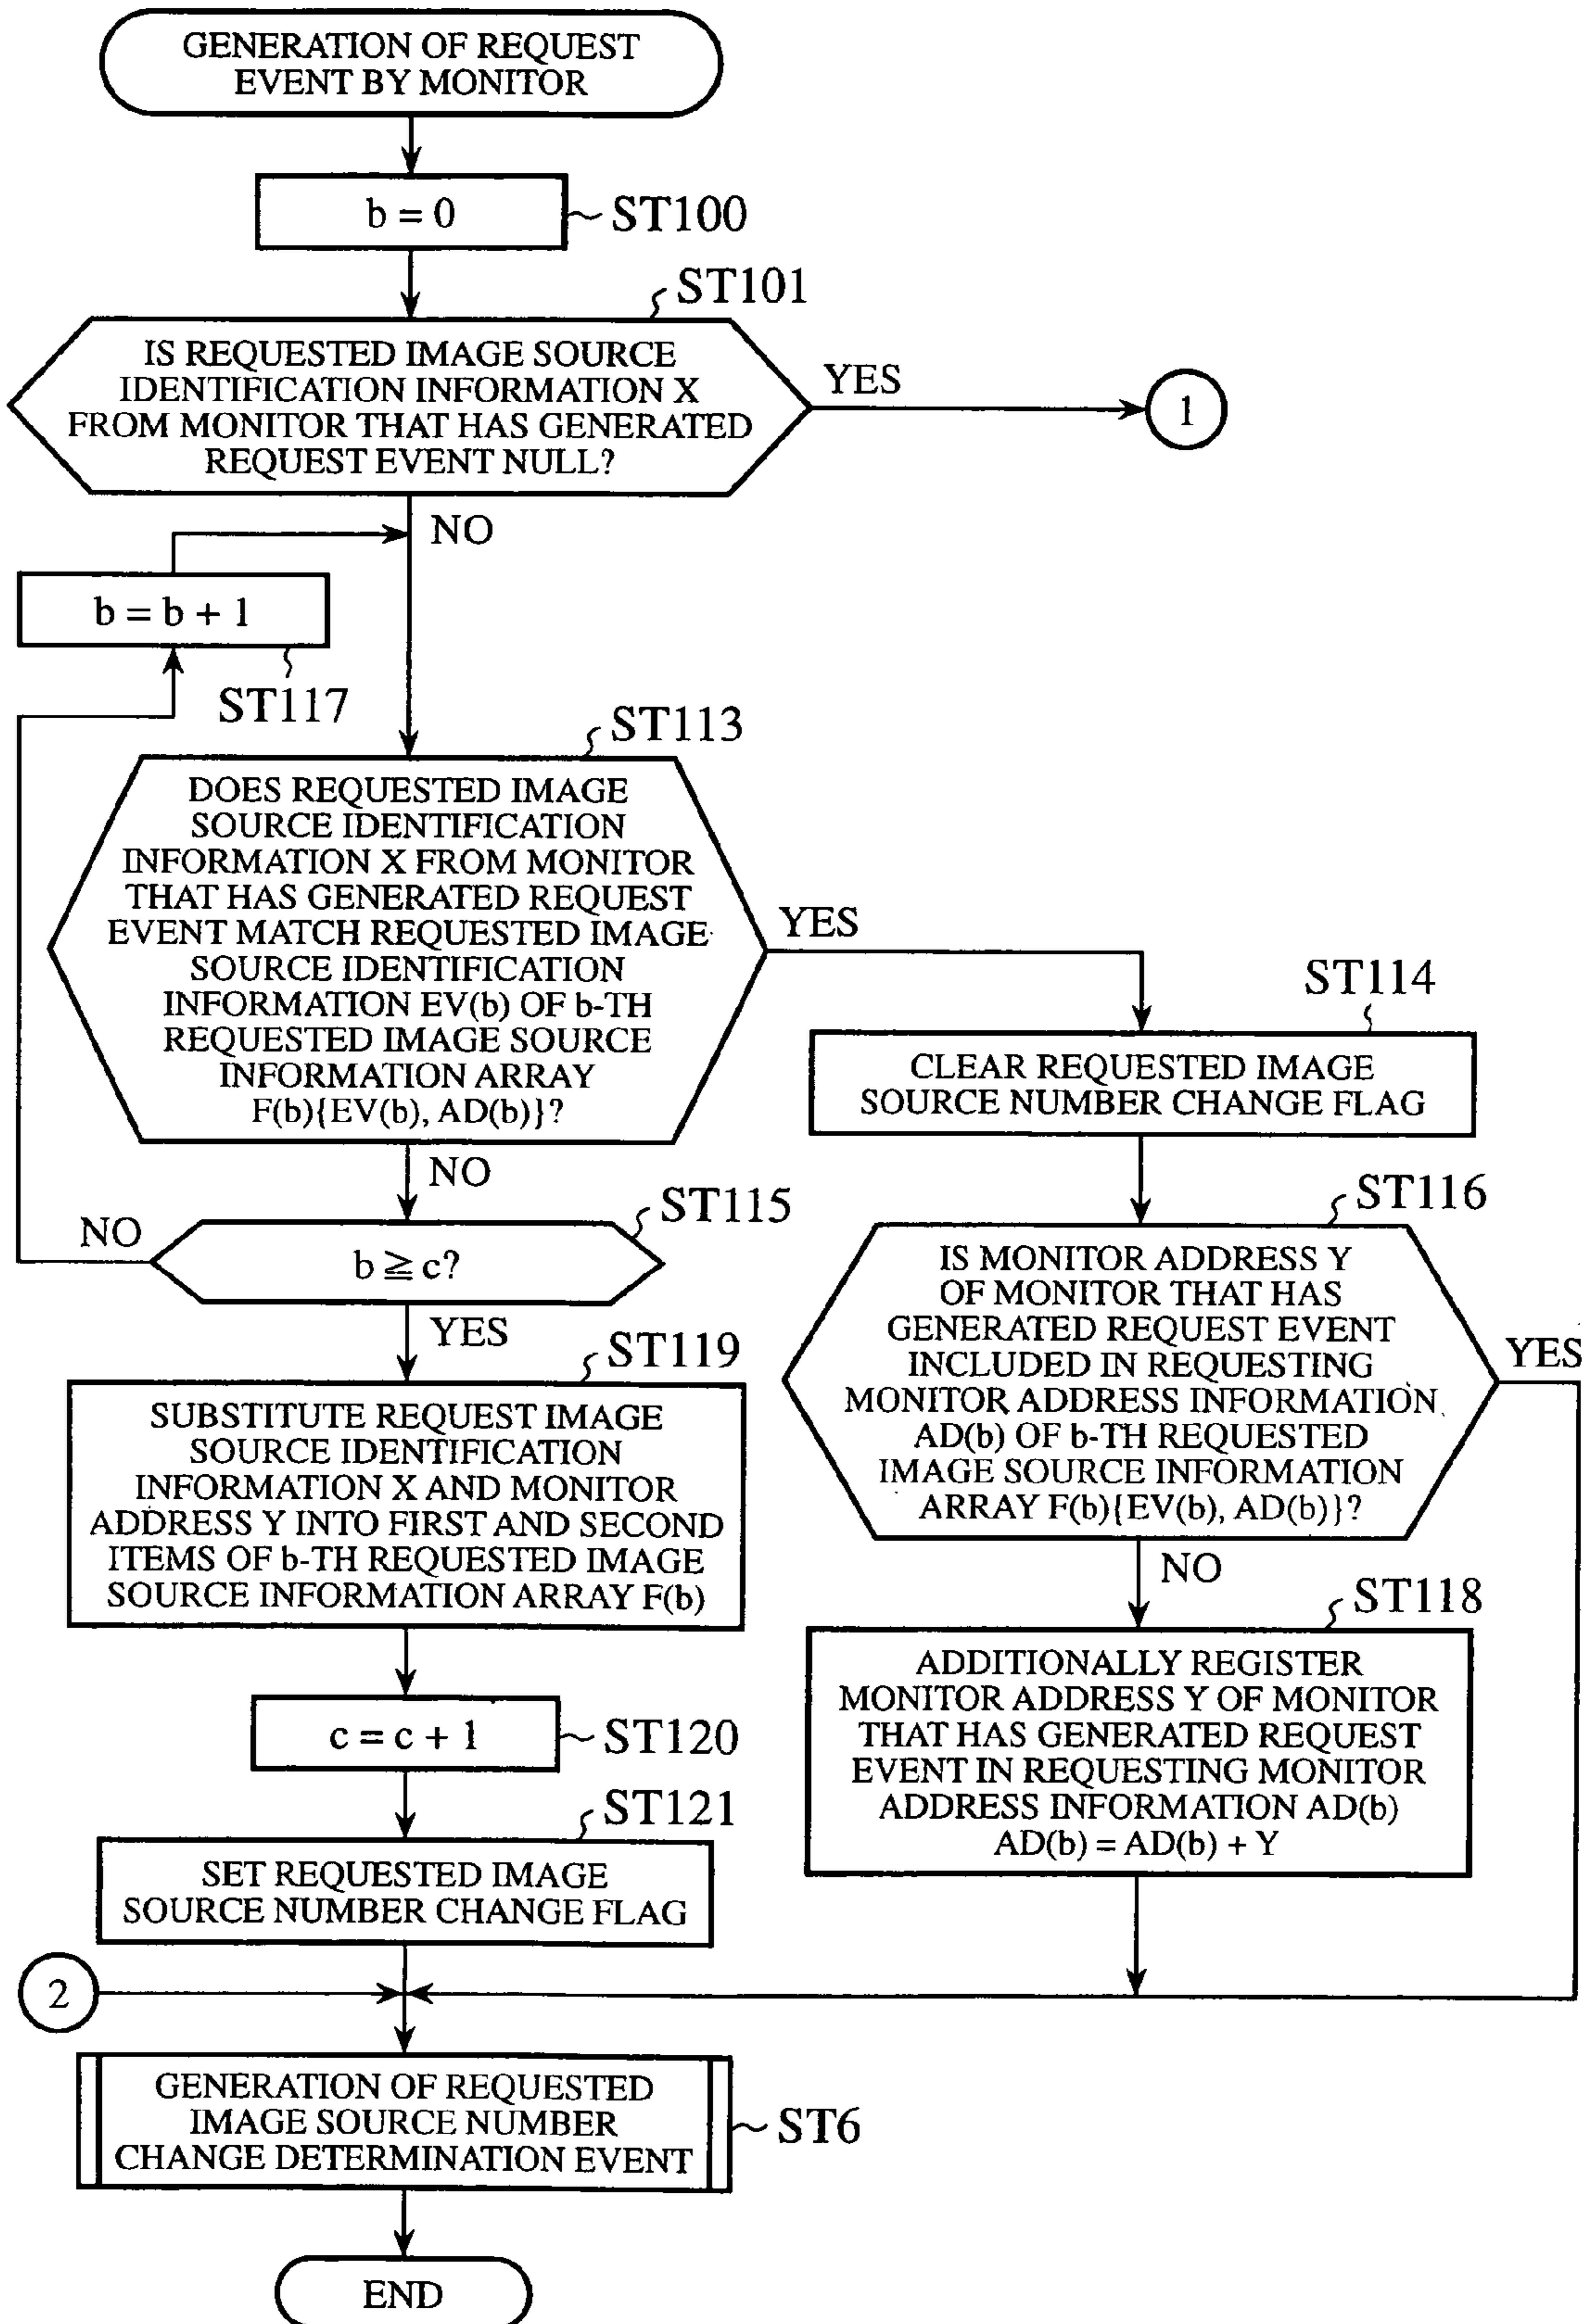 GENERATION OF REQUEST
EVENT BY MONITOR
b = 0
ST100
ST101
IS REQUESTED IMAGE SOURCE
IDENTIFICATION INFORMATION X
FROM MONITOR THAT HAS GENERATED
REQUEST EVENT NULL?
YES
1
NO
b = b + 1
ST117
ST113
DOES REQUESTED IMAGE
SOURCE IDENTIFICATION
INFORMATION X FROM MONITOR
THAT HAS GENERATED REQUEST
EVENT MATCH REQUESTED IMAGE
SOURCE IDENTIFICATION
INFORMATION EV(b) OF b-TH
REQUESTED IMAGE SOURCE
INFORMATION ARRAY
F(b){EV(b), AD(b)}?
YES
NO
ST114
CLEAR REQUESTED IMAGE
SOURCE NUMBER CHANGE FLAG
ST115
b ≧ c?
NO
YES
ST116
IS MONITOR ADDRESS Y
OF MONITOR THAT HAS
GENERATED REQUEST EVENT
INCLUDED IN REQUESTING
MONITOR ADDRESS INFORMATION
AD(b) OF b-TH REQUESTED
IMAGE SOURCE INFORMATION
ARRAY F(b){EV(b), AD(b)}?
YES
NO
ST119
SUBSTITUTE REQUEST IMAGE
SOURCE IDENTIFICATION
INFORMATION X AND MONITOR
ADDRESS Y INTO FIRST AND SECOND
ITEMS OF b-TH REQUESTED IMAGE
SOURCE INFORMATION ARRAY F(b)
ST118
ADDITIONALLY REGISTER
MONITOR ADDRESS Y OF MONITOR
THAT HAS GENERATED REQUEST
EVENT IN REQUESTING MONITOR
ADDRESS INFORMATION AD(b)
AD(b) = AD(b) + Y
c = c + 1
ST120
ST121
SET REQUESTED IMAGE
SOURCE NUMBER CHANGE FLAG
2
GENERATION OF REQUESTED
IMAGE SOURCE NUMBER
CHANGE DETERMINATION EVENT
ST6
END